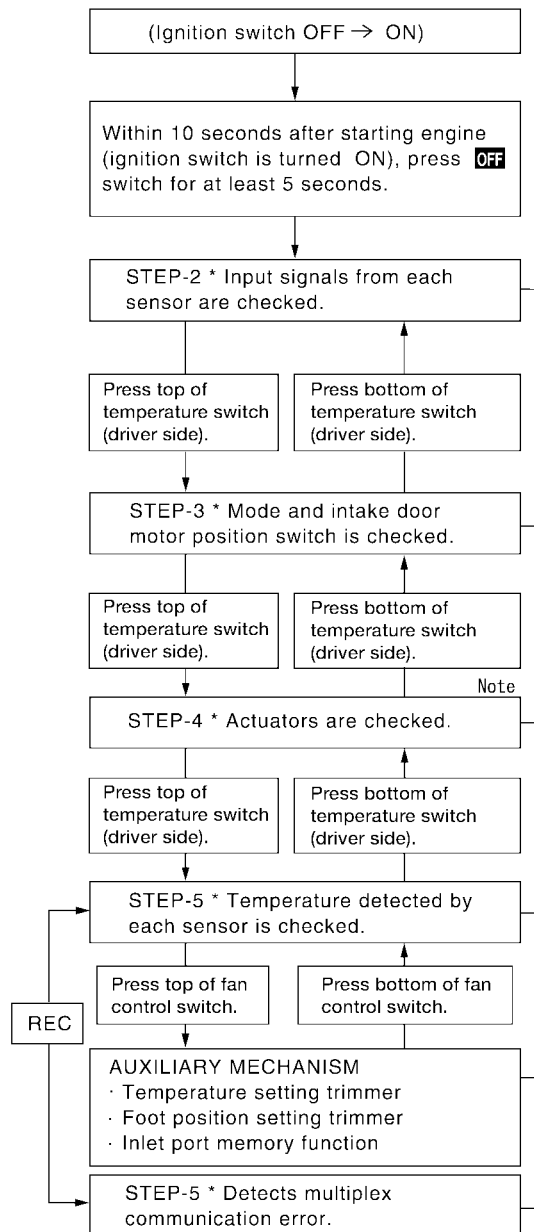 (Ignition switch OFF → ON)
Within 10 seconds after starting engine
(ignition switch is turned ON), press OFF
switch for at least 5 seconds.
STEP-2 * Input signals from each
sensor are checked.
Press top of
temperature switch
(driver side).
Press bottom of
temperature switch
(driver side).
STEP-3 * Mode and intake door
motor position switch is checked.
Press top of
temperature switch
(driver side).
Press bottom of
temperature switch
(driver side).
Note
STEP-4 * Actuators are checked.
Press top of
temperature switch
(driver side).
Press bottom of
temperature switch
(driver side).
STEP-5 * Temperature detected by
each sensor is checked.
Press top of fan
control switch.
Press bottom of fan
control switch.
REC
AUXILIARY MECHANISM
· Temperature setting trimmer
· Foot position setting trimmer
· Inlet port memory function
STEP-5 * Detects multiplex
communication error.